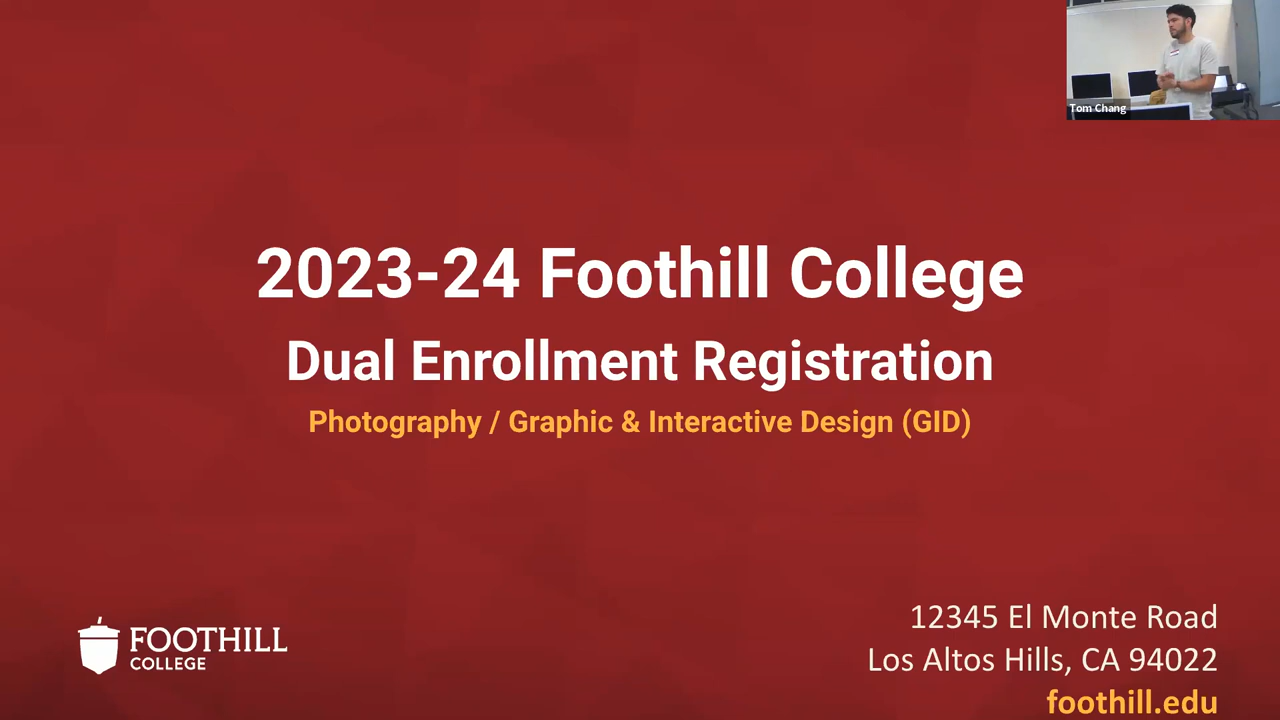 Tom Chang
2023-24 Foothill College
Dual Enrollment Registration
Photography / Graphic & Interactive Design (GID)
FOOTHILL
COLLEGE
12345 El Monte Road
Los Altos Hills, CA 94022
foothill.edu